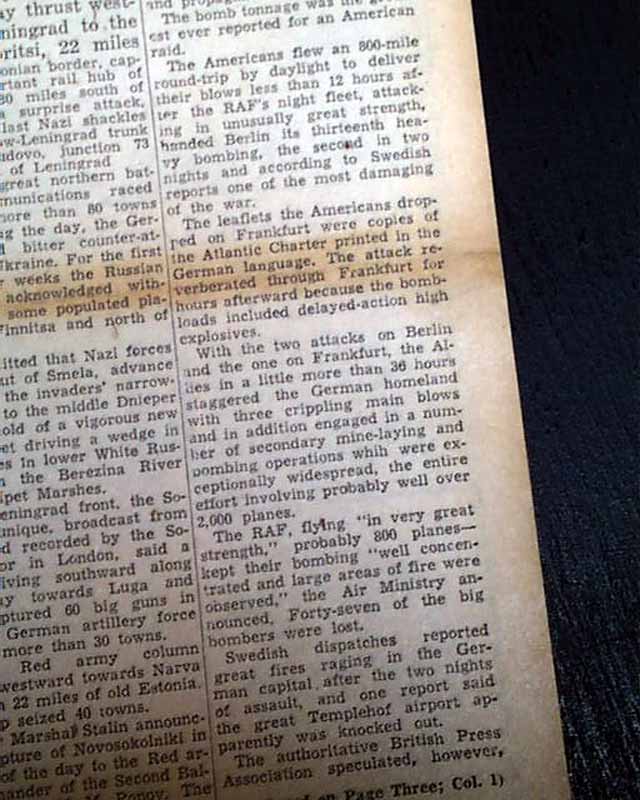 ay thrust west-
ningrad to the
oritsi, 22 miles
onian border, cap-
rtant rail hub of
80 miles south of
surprise attack,
last Nazi shackles
ow-Leningrad trunk
udovo, junction 73
of Leningrad
great northern bat-
munications raced
more than 80 towns
ng the day, the Ger-
bitter counter-at-
Ukraine. For the first
weeks the Russian
acknowledged with-
some populated pla-
Vinnitsa and north of
itted that Nazi forces
ut of Smela, advance
the invaders' narrow-
to the middle Dnieper
old of a vigorous new
et driving a wedge in
es in lower White Rus-
the Berezina River
ipet Marshes.
eningrad front, the So-
unique, broadcast from
d recorded by the So-
or in London, said a
iving southward along
ay towards Luga and
ptured 60 big guns in
German artillery force
more than 30 towns.
Red army column
westward towards Narva
22 miles of old Estonia.
p seized 40 towns.
Marshal Stalin announc-
pture of Novosokolniki in
of the day to the Red ar-
mander of the Second Bal-
Popov. The
The bomb tonnage was the
est ever reported for an American
raid.
The Americans flew an 800-mile
round-trip by daylight to deliver
their blows less than 12 hours af-
ter the RAF's night fleet, attack-
ing in unusually great strength,
handed Berlin its thirteenth hea-
vy bombing, the second in two
nights and according to Swedish
reports one of the most damaging
of the war.
The leaflets the Americans drop-
ped on Frankfurt were copies of
the Atlantic Charter printed in the
German language. The attack re-
verberated through Frankfurt for
hours afterward because the bomb-
loads included delayed-action high
explosives.
With the two attacks on Berlin
and the one on Frankfurt, the Al-
lies in a little more than 36 hours
staggered the German homeland
with three crippling main blows
and in addition engaged in a num-
ber of secondary mine-laying and
bombing operations whih were ex-
ceptionally widespread, the entire
effort involving probably well over
2,000 planes.
The RAF, flying "in very great
strength," probably 800 planes—
kept their bombing "well concen-
trated and large areas of fire were
observed," the Air Ministry an-
nounced, Forty-seven of the big
bombers were lost.
Swedish dispatches reported
great fires raging in the Ger-
man capital after the two nights
of assault, and one report said
the great Templehof airport ap-
parently was knocked out.
The authoritative British Press
Association speculated, however,
on Page Three; Col. 1)